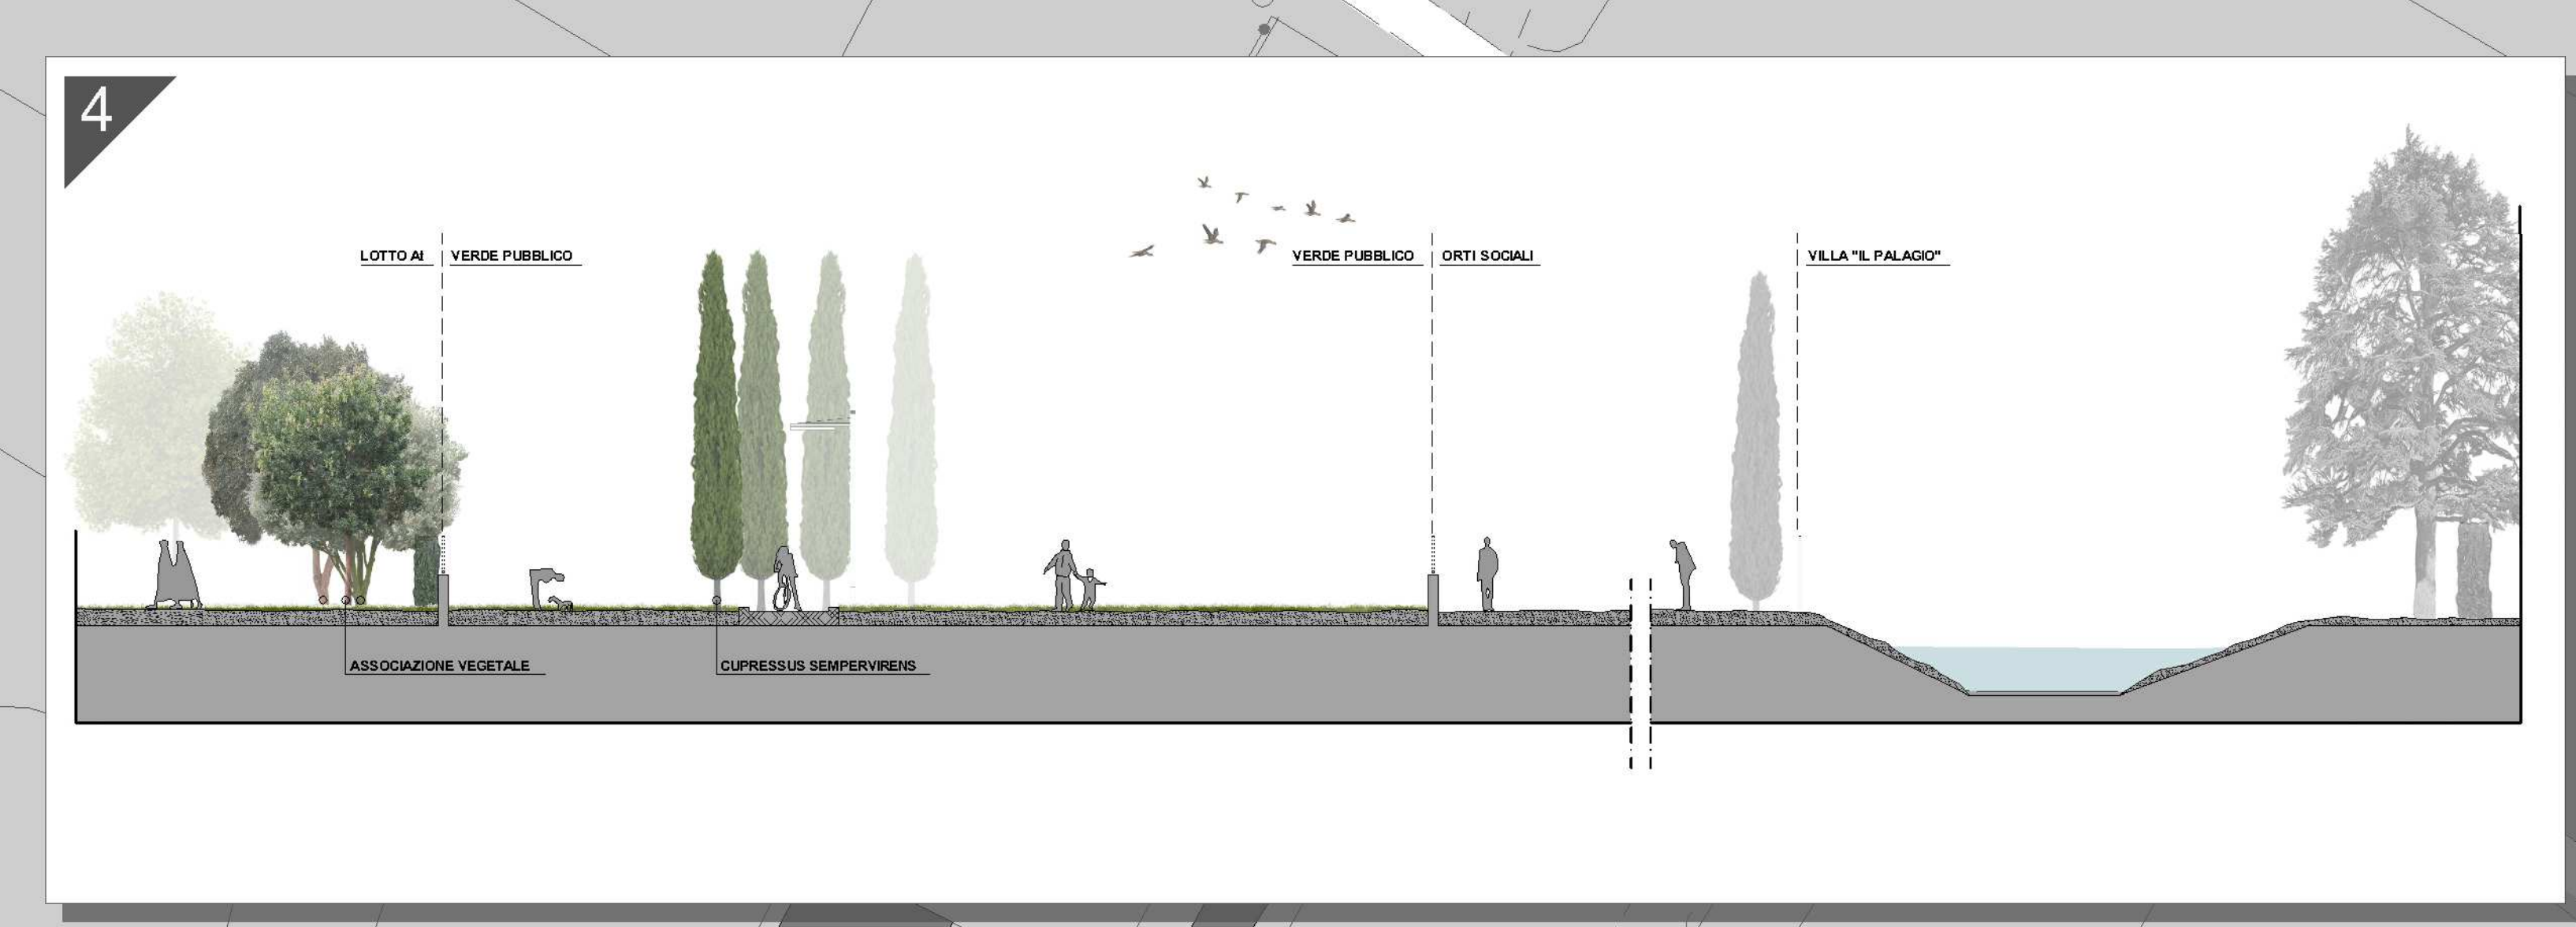 4
LOTTO AI
VERDE PUBBLICO
VERDE PUBBLICO
ORTI SOCIALI
VILLA "IL PALAGIO"
ASSOCIAZIONE VEGETALE
CUPRESSUS SEMPERVIRENS